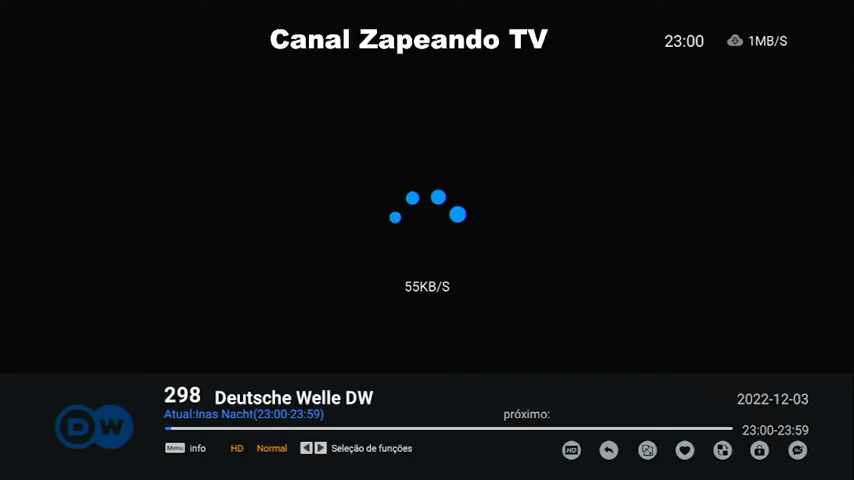 Canal Zapeando TV
23:00
1MB/S
55KB/S
298 Deutsche Welle DW
2022-12-03
Atual:Inas Nacht(23:00-23:59)
próximo:
23:00-23:59
DW
Menu info HD Normal Seleção de funções
HD